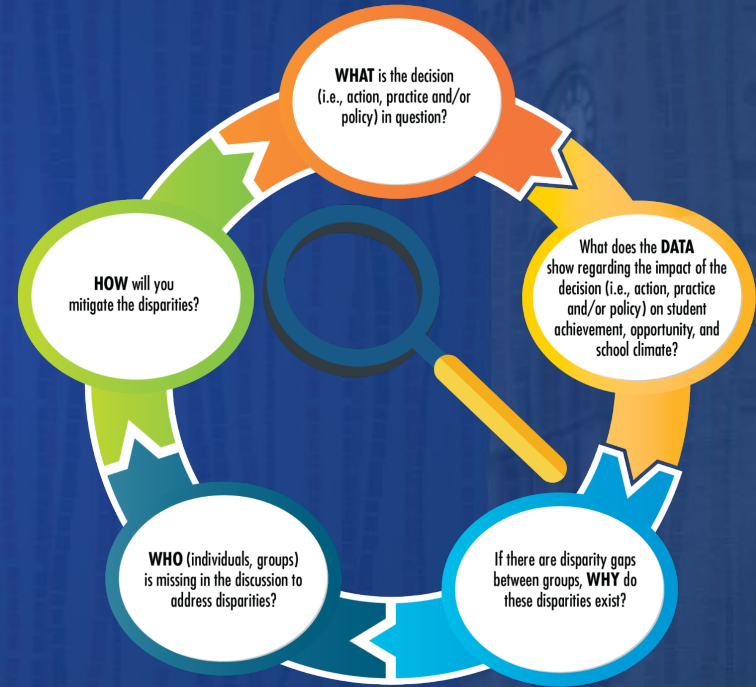 WHAT is the decision
(i.e., action, practice and/or
policy) in question?
What does the DATA
show regarding the impact of the
decision (i.e., action, practice
and/or policy) on student
achievement, opportunity, and
school climate?
If there are disparity gaps
between groups, WHY do
these disparities exist?
WHO (individuals, groups)
is missing in the discussion to
address disparities?
HOW will you
mitigate the disparities?